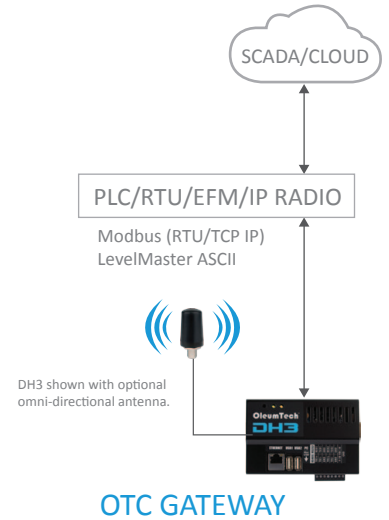 SCADA/CLOUD
PLC/RTU/EFM/IP RADIO
Modbus (RTU/TCP IP)
LevelMaster ASCII
DH3 shown with optional
omni-directional antenna.
OleumTech
DH3
ETHERNET
OTC GATEWAY